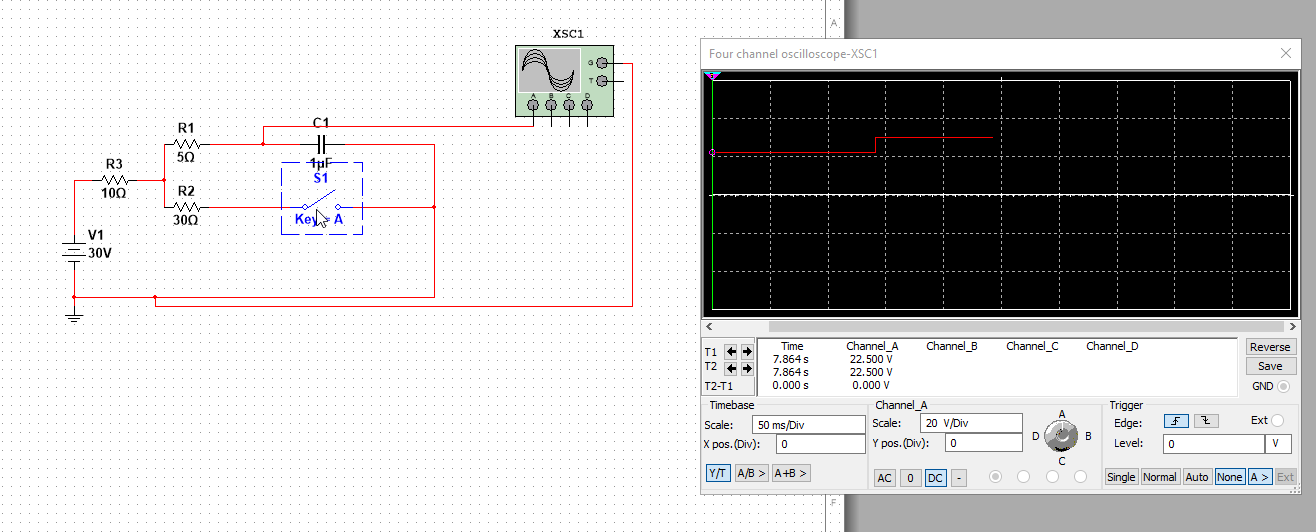 A
XSC1
G
T
A B C D
R1
5Ω
C1
1µF
S1
R3
10Ω
R2
30Ω
Key = A
V1
30V
F
Four channel oscilloscope-XSC1
Time Channel_A Channel_B Channel_C Channel_D
T1 7.864 s 22.500 V
T2 7.864 s 22.500 V
T2-T1 0.000 s 0.000 V
Reverse
Save
GND
Timebase
Scale: 50 ms/Div
X pos.(Div): 0
Y/T A/B > A+B >
Channel_A
Scale: 20 V/Div
Y pos.(Div): 0
AC 0 DC -
A
D B
C
Trigger
Edge: Ext
Level: 0 V
Single Normal Auto None A > Ext